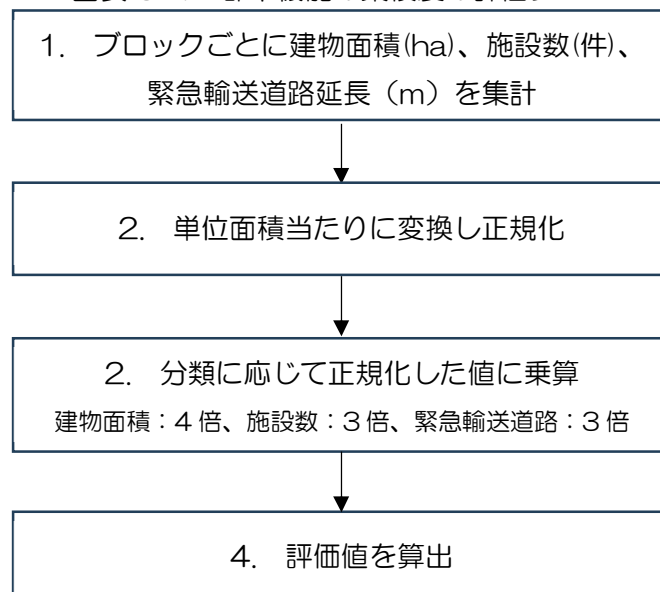 1. ブロックごとに建物面積(ha)、施設数(件)、
緊急輸送道路延長（m）を集計
2. 単位面積当たりに変換し正規化
2. 分類に応じて正規化した値に乗算
建物面積：4倍、施設数：3倍、緊急輸送道路：3倍
4. 評価値を算出